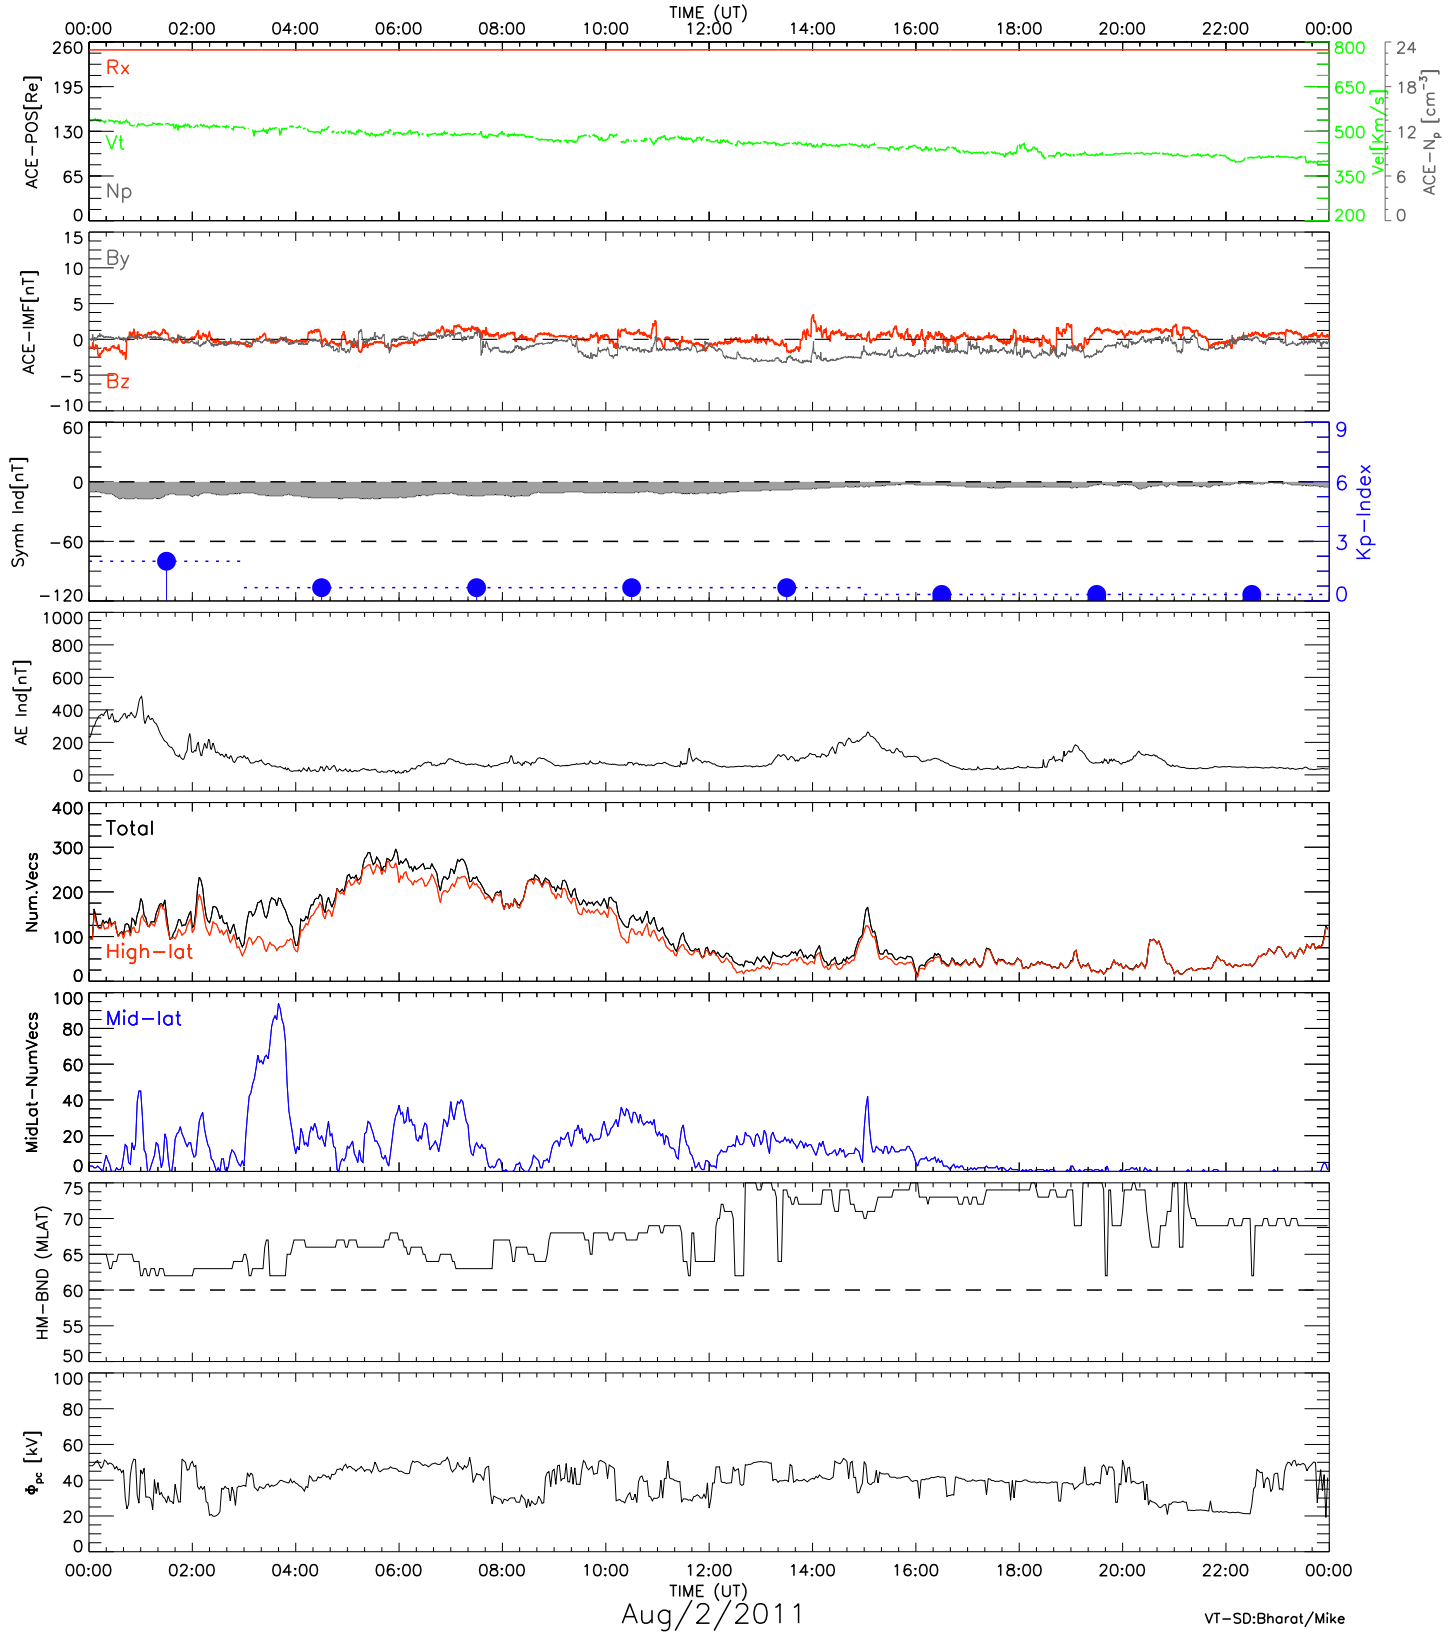 TIME (UT)
00:00 02:00 04:00 06:00 08:00 10:00 12:00 14:00 16:00 18:00 20:00 22:00 00:00
ACE-POS[Re]
260
195
130
65
0
Rx
Vt
Np
800
650
500
350
200
Vel[Km/s]
24
18
12
6
0
ACE-Np [cm-3]
ACE-IMF[nT]
15
10
5
0
-5
-10
By
Bz
Symh Ind[nT]
60
0
-60
-120
9
6
3
0
Kp-Index
AE Ind[nT]
1000
800
600
400
200
0
Num.Vecs
400
300
200
100
0
Total
High-lat
MidLat-NumVecs
100
80
60
40
20
0
Mid-lat
HM-BND (MLAT)
75
70
65
60
55
50
Φpc [kV]
100
80
60
40
20
0
00:00 02:00 04:00 06:00 08:00 10:00 12:00 14:00 16:00 18:00 20:00 22:00 00:00
TIME (UT)
Aug/2/2011
VT-SD:Bharat/Mike